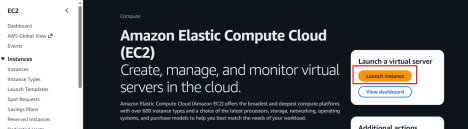 EC2
Dashboard
AWS Global View
Events
Instances
Instances
Instance Types
Launch Templates
Spot Requests
Savings Plans
Reserved Instances
Dedicated Hosts
Compute
Amazon Elastic Compute Cloud
(EC2)
Create, manage, and monitor virtual
servers in the cloud.
Amazon Elastic Compute Cloud (Amazon EC2) offers the broadest and deepest compute platform,
with over 600 instance types and a choice of the latest processors, storage, networking, operating
systems, and purchase models to help you best match the needs of your workload.
Launch a virtual server
Launch instance
View dashboard
Additional actions